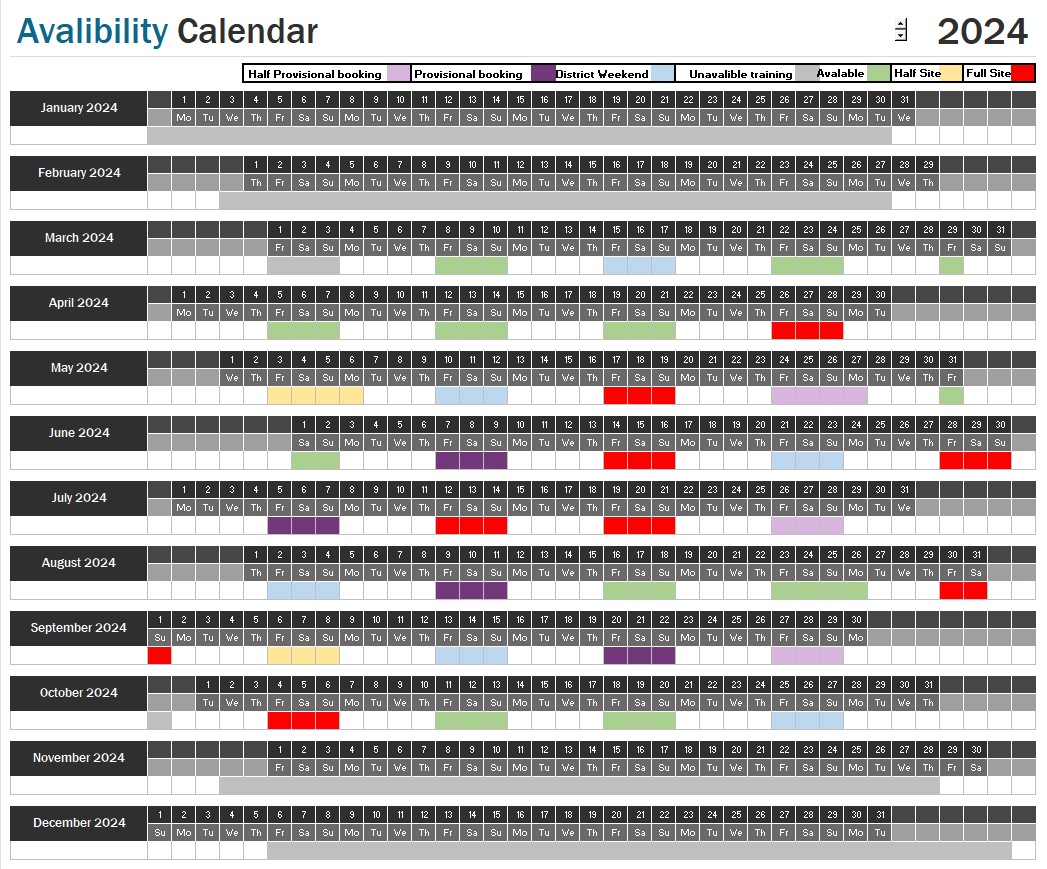 Avalibility Calendar 2024
Half Provisional booking Provisional booking District Weekend Unavalible training Avalable Half Site Full Site
January 2024
1 2 3 4 5 6 7 8 9 10 11 12 13 14 15 16 17 18 19 20 21 22 23 24 25 26 27 28 29 30 31
Mo Tu We Th Fr Sa Su Mo Tu We Th Fr Sa Su Mo Tu We Th Fr Sa Su Mo Tu We Th Fr Sa Su Mo Tu We
February 2024
1 2 3 4 5 6 7 8 9 10 11 12 13 14 15 16 17 18 19 20 21 22 23 24 25 26 27 28 29
Th Fr Sa Su Mo Tu We Th Fr Sa Su Mo Tu We Th Fr Sa Su Mo Tu We Th Fr Sa Su Mo Tu We Th
March 2024
1 2 3 4 5 6 7 8 9 10 11 12 13 14 15 16 17 18 19 20 21 22 23 24 25 26 27 28 29 30 31
Fr Sa Su Mo Tu We Th Fr Sa Su Mo Tu We Th Fr Sa Su Mo Tu We Th Fr Sa Su Mo Tu We Th Fr Sa Su
April 2024
1 2 3 4 5 6 7 8 9 10 11 12 13 14 15 16 17 18 19 20 21 22 23 24 25 26 27 28 29 30
Mo Tu We Th Fr Sa Su Mo Tu We Th Fr Sa Su Mo Tu We Th Fr Sa Su Mo Tu We Th Fr Sa Su Mo Tu
May 2024
1 2 3 4 5 6 7 8 9 10 11 12 13 14 15 16 17 18 19 20 21 22 23 24 25 26 27 28 29 30 31
We Th Fr Sa Su Mo Tu We Th Fr Sa Su Mo Tu We Th Fr Sa Su Mo Tu We Th Fr Sa Su Mo Tu We Th Fr
June 2024
1 2 3 4 5 6 7 8 9 10 11 12 13 14 15 16 17 18 19 20 21 22 23 24 25 26 27 28 29 30
Sa Su Mo Tu We Th Fr Sa Su Mo Tu We Th Fr Sa Su Mo Tu We Th Fr Sa Su Mo Tu We Th Fr Sa Su
July 2024
1 2 3 4 5 6 7 8 9 10 11 12 13 14 15 16 17 18 19 20 21 22 23 24 25 26 27 28 29 30 31
Mo Tu We Th Fr Sa Su Mo Tu We Th Fr Sa Su Mo Tu We Th Fr Sa Su Mo Tu We Th Fr Sa Su Mo Tu We
August 2024
1 2 3 4 5 6 7 8 9 10 11 12 13 14 15 16 17 18 19 20 21 22 23 24 25 26 27 28 29 30 31
Th Fr Sa Su Mo Tu We Th Fr Sa Su Mo Tu We Th Fr Sa Su Mo Tu We Th Fr Sa Su Mo Tu We Th Fr Sa
September 2024
1 2 3 4 5 6 7 8 9 10 11 12 13 14 15 16 17 18 19 20 21 22 23 24 25 26 27 28 29 30
Su Mo Tu We Th Fr Sa Su Mo Tu We Th Fr Sa Su Mo Tu We Th Fr Sa Su Mo Tu We Th Fr Sa Su Mo
October 2024
1 2 3 4 5 6 7 8 9 10 11 12 13 14 15 16 17 18 19 20 21 22 23 24 25 26 27 28 29 30 31
Tu We Th Fr Sa Su Mo Tu We Th Fr Sa Su Mo Tu We Th Fr Sa Su Mo Tu We Th Fr Sa Su Mo Tu We Th
November 2024
1 2 3 4 5 6 7 8 9 10 11 12 13 14 15 16 17 18 19 20 21 22 23 24 25 26 27 28 29 30
Fr Sa Su Mo Tu We Th Fr Sa Su Mo Tu We Th Fr Sa Su Mo Tu We Th Fr Sa Su Mo Tu We Th Fr Sa
December 2024
1 2 3 4 5 6 7 8 9 10 11 12 13 14 15 16 17 18 19 20 21 22 23 24 25 26 27 28 29 30 31
Su Mo Tu We Th Fr Sa Su Mo Tu We Th Fr Sa Su Mo Tu We Th Fr Sa Su Mo Tu We Th Fr Sa Su Mo Tu